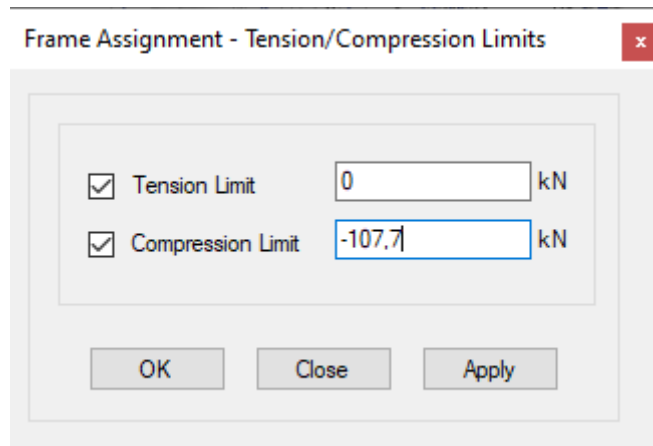 Frame Assignment - Tension/Compression Limits
x
Tension Limit 0 kN
Compression Limit -107,7 kN
OK Close Apply